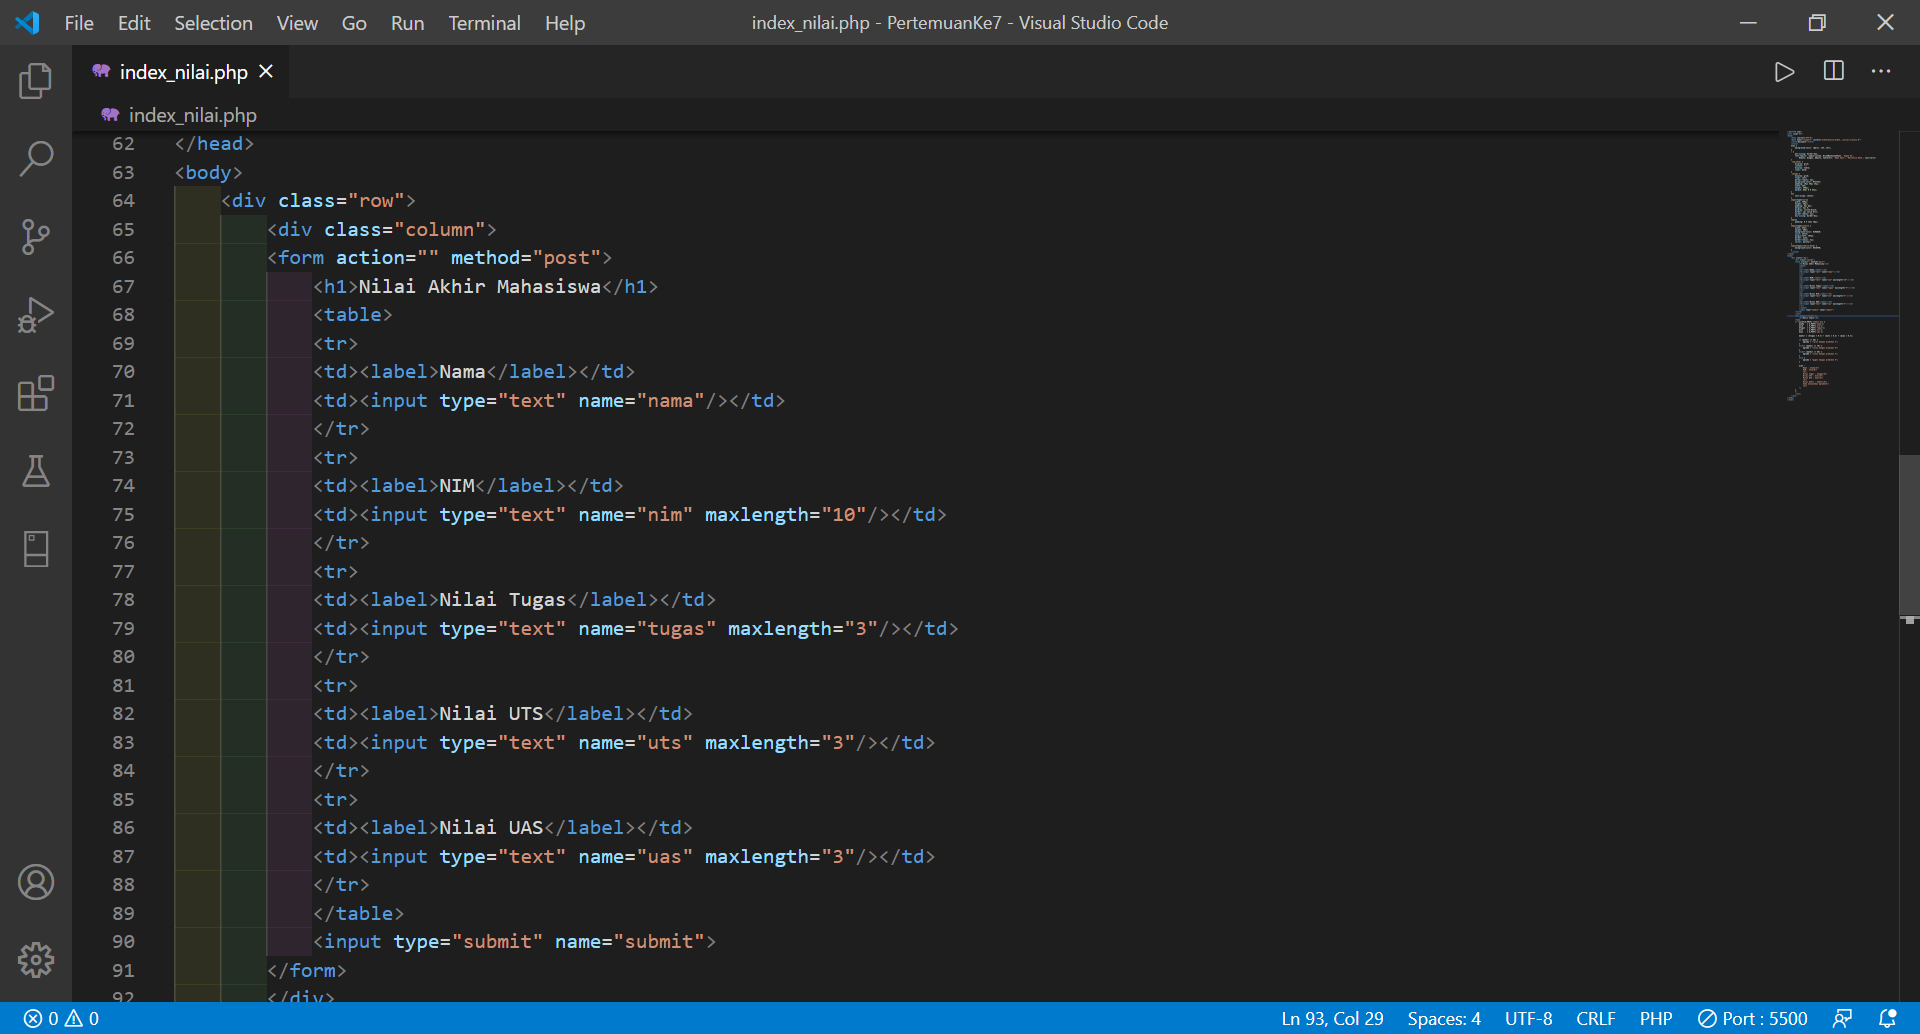 File Edit Selection View Go Run Terminal Help index_nilai.php - PertemuanKe7 - Visual Studio Code
index_nilai.php
index_nilai.php
62 </head>
63 <body>
64 <div class="row">
65 <div class="column">
66 <form action="" method="post">
67 <h1>Nilai Akhir Mahasiswa</h1>
68 <table>
69 <tr>
70 <td><label>Nama</label></td>
71 <td><input type="text" name="nama"/></td>
72 </tr>
73 <tr>
74 <td><label>NIM</label></td>
75 <td><input type="text" name="nim" maxlength="10"/></td>
76 </tr>
77 <tr>
78 <td><label>Nilai Tugas</label></td>
79 <td><input type="text" name="tugas" maxlength="3"/></td>
80 </tr>
81 <tr>
82 <td><label>Nilai UTS</label></td>
83 <td><input type="text" name="uts" maxlength="3"/></td>
84 </tr>
85 <tr>
86 <td><label>Nilai UAS</label></td>
87 <td><input type="text" name="uas" maxlength="3"/></td>
88 </tr>
89 </table>
90 <input type="submit" name="submit">
91 </form>
92 </div>
0 0 Ln 93, Col 29 Spaces: 4 UTF-8 CRLF PHP Port : 5500